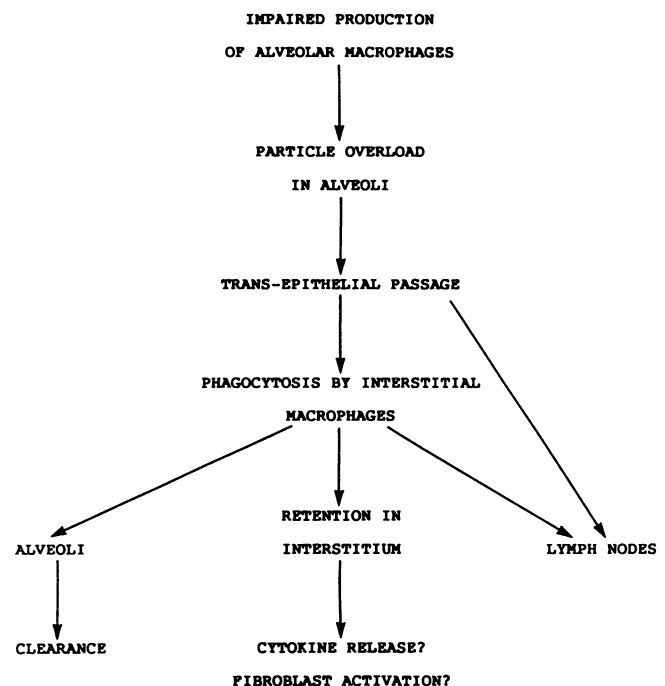 IMPAIRED PRODUCTION
OF ALVEOLAR MACROPHAGES
PARTICLE OVERLOAD
IN ALVEOLI
TRANS-EPITHELIAL PASSAGE
PHAGOCYTOSIS BY INTERSTITIAL
MACROPHAGES
RETENTION IN
ALVEOLI
INTERSTITIUM
LYMPH NODES
CLEARANCE
CYTOKINE RELEASE?
FIBROBLAST ACTIVATION?